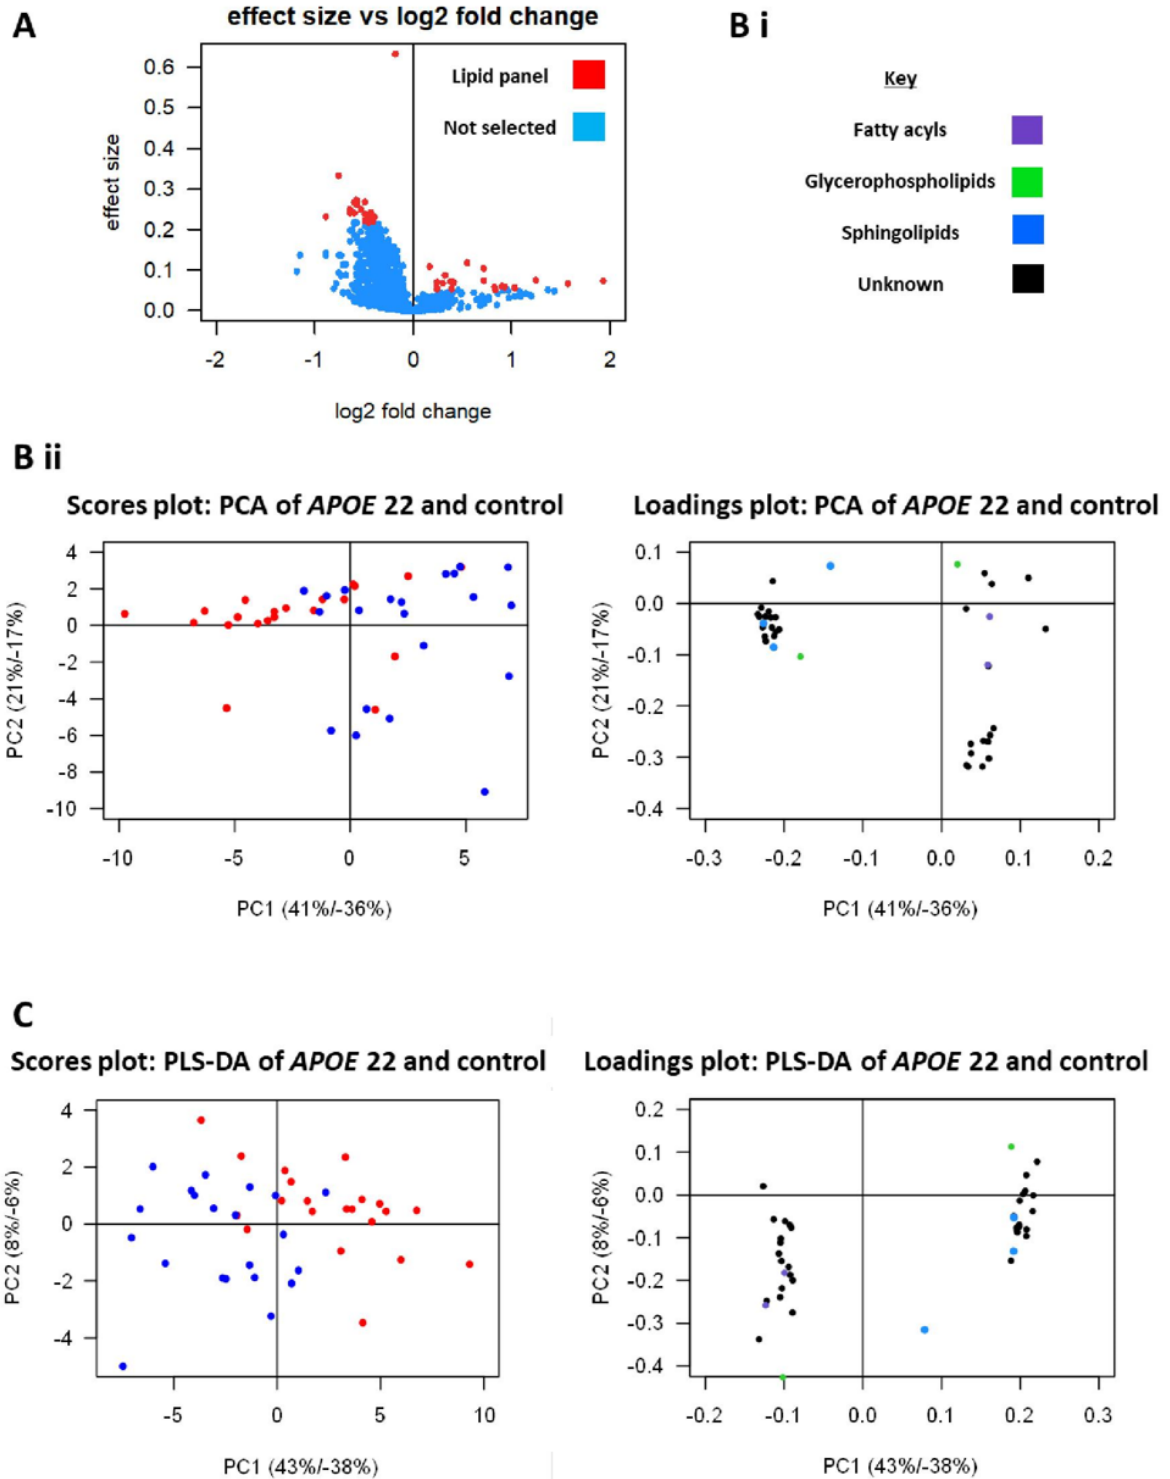 A
effect size vs log2 fold change
B i
effect size
0.6
0.5
0.4
0.3
0.2
0.1
0.0
Lipid panel
Not selected
-2 -1 0 1 2
log2 fold change
Key
Fatty acyls
Glycerophospholipids
Sphingolipids
Unknown
B ii
Scores plot: PCA of APOE 22 and control
PC2 (21%/-17%)
4
2
0
-2
-4
-6
-8
-10
-10 -5 0 5
PC1 (41%/-36%)
Loadings plot: PCA of APOE 22 and control
PC2 (21%/-17%)
0.1
0.0
-0.1
-0.2
-0.3
-0.4
-0.3 -0.2 -0.1 0.0 0.1 0.2
PC1 (41%/-36%)
C
Scores plot: PLS-DA of APOE 22 and control
PC2 (8%/-6%)
4
2
0
-2
-4
-5 0 5 10
PC1 (43%/-38%)
Loadings plot: PLS-DA of APOE 22 and control
PC2 (8%/-6%)
0.2
0.1
0.0
-0.1
-0.2
-0.3
-0.4
-0.2 -0.1 0.0 0.1 0.2 0.3
PC1 (43%/-38%)